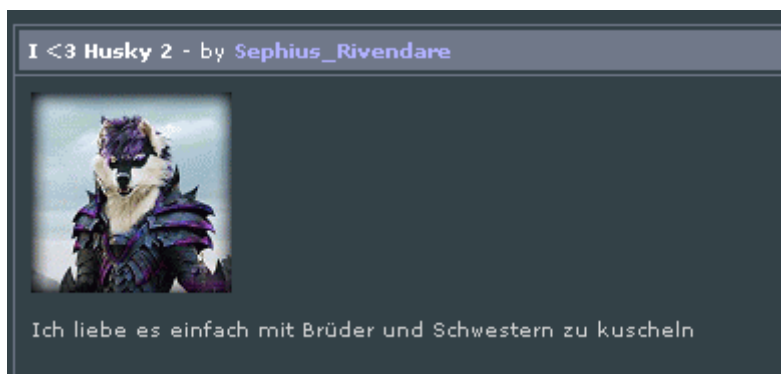 I <3 Husky 2 - by Sephius_Rivendare
Ich liebe es einfach mit Brüder und Schwestern zu kuscheln